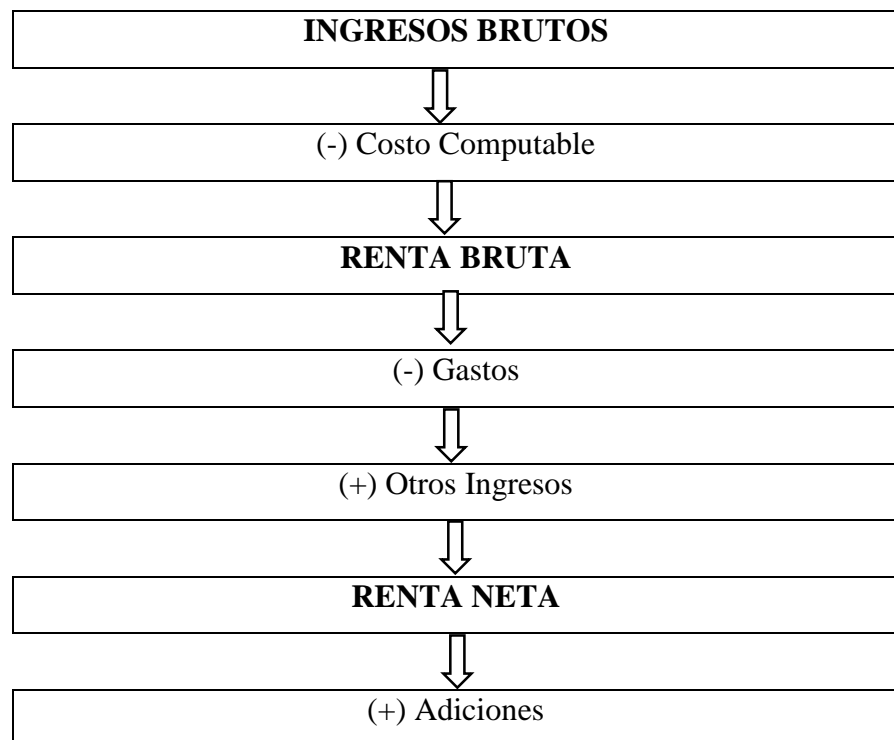 INGRESOS BRUTOS
(-) Costo Computable
RENTA BRUTA
(-) Gastos
(+) Otros Ingresos
RENTA NETA
(+) Adiciones